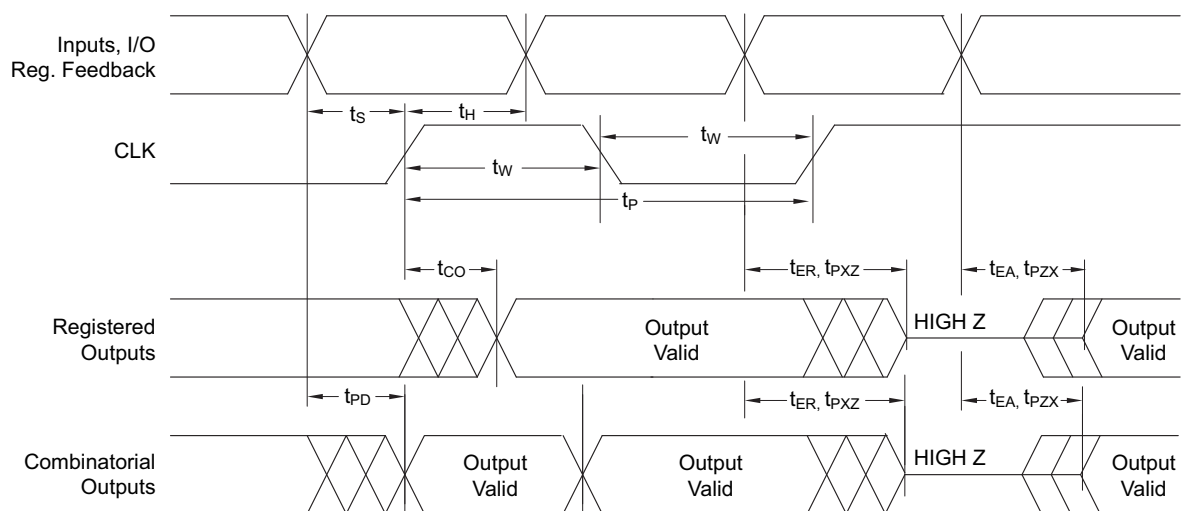 Inputs, I/O
Reg. Feedback
tS
tH
CLK
tW
tW
tP
tCO
tER, tPXZ
tEA, tPZX
Registered
Outputs
Output
Valid
HIGH Z
Output
Valid
tPD
tER, tPXZ
tEA, tPZX
Combinatorial
Outputs
Output
Valid
Output
Valid
HIGH Z
Output
Valid